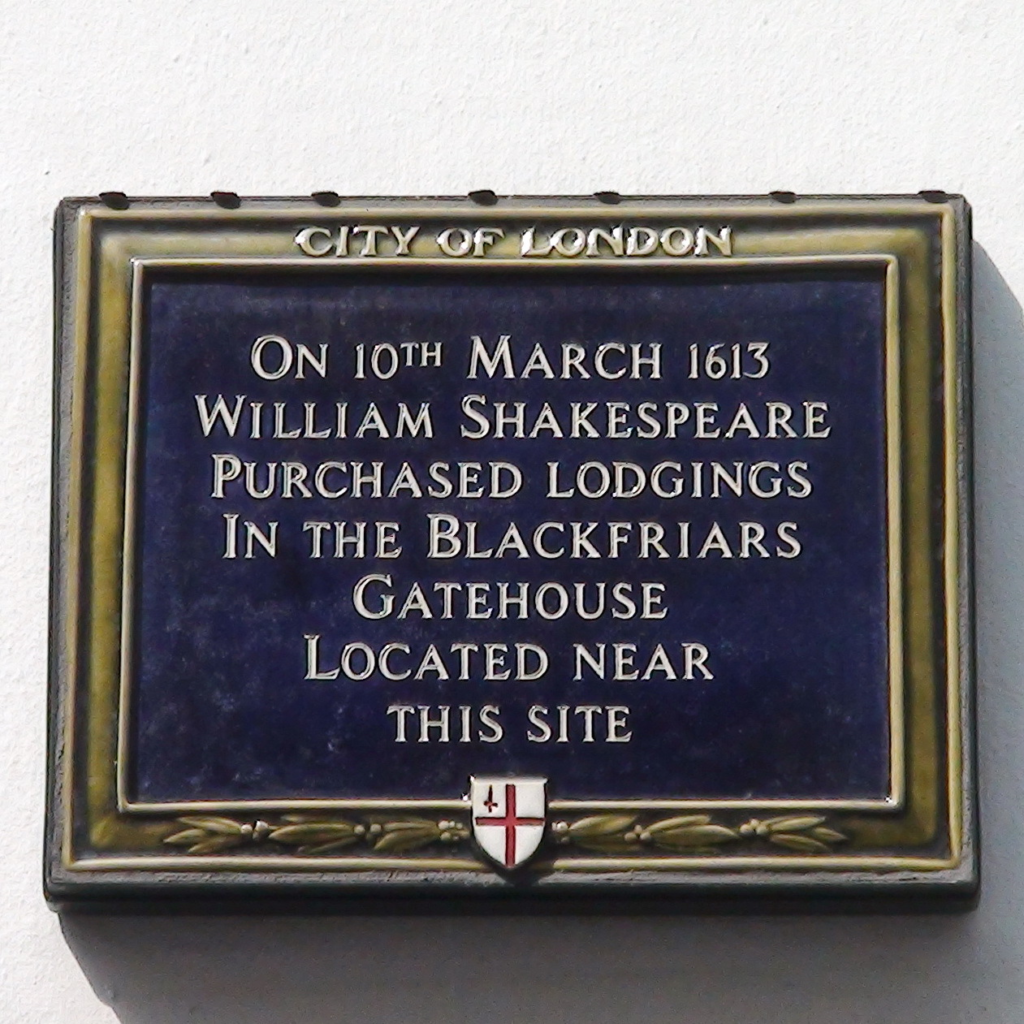 CITY OF LONDON
ON 10TH MARCH 1613
WILLIAM SHAKESPEARE
PURCHASED LODGINGS
IN THE BLACKFRIARS
GATEHOUSE
LOCATED NEAR
THIS SITE